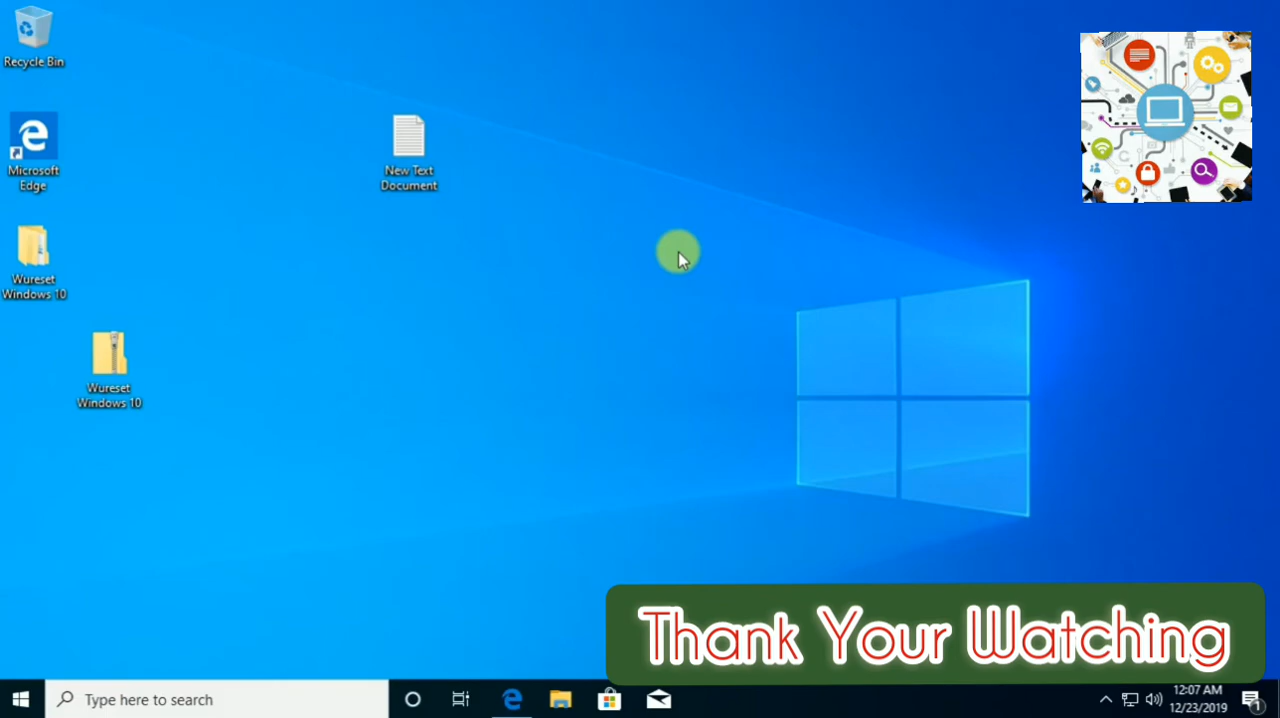 Recycle Bin
Microsoft
Edge
New Text
Document
Wureset
Windows 10
Wureset
Windows 10
Thank Your Watching
Type here to search
12:07 AM
12/23/2019
1